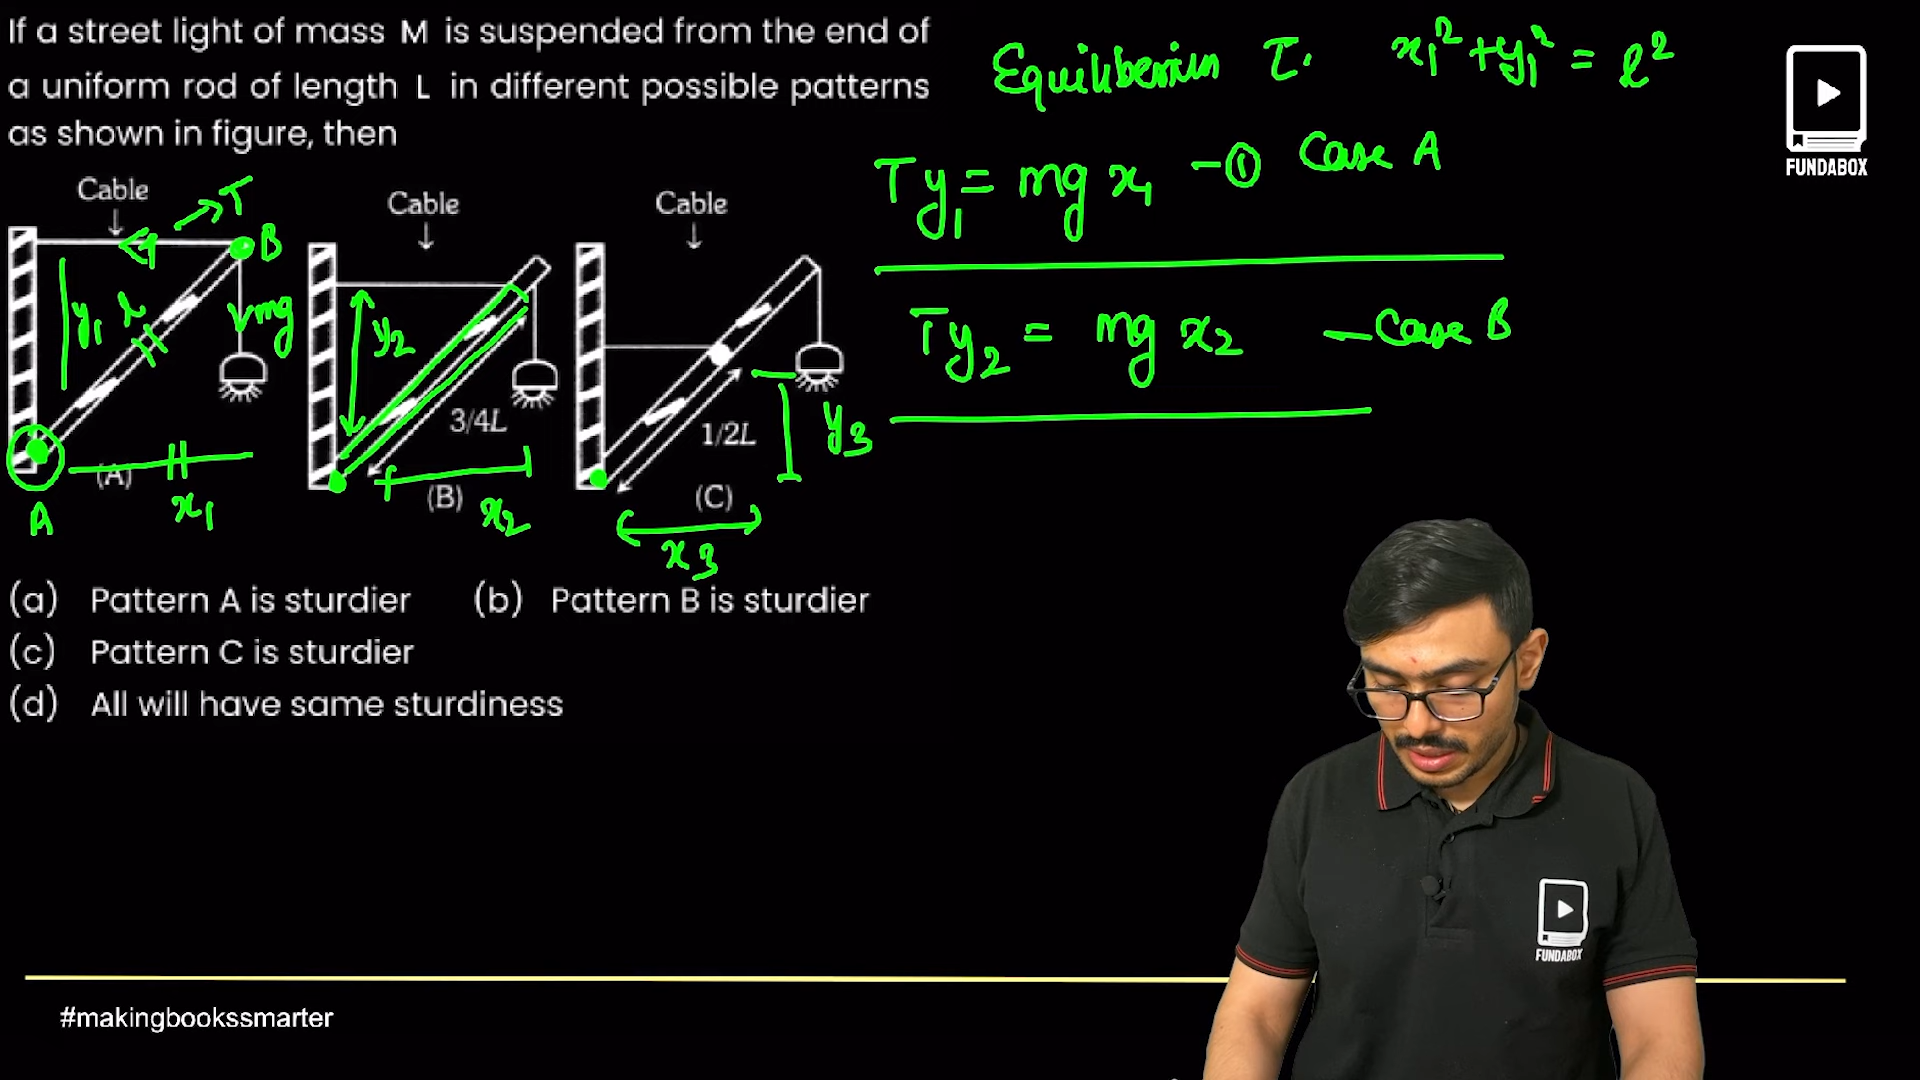 If a street light of mass M is suspended from the end of
a uniform rod of length L in different possible patterns
as shown in figure, then
Equiliberium τ. x₁² + y₁² = l²
FUNDABOX
Ty₁ = mg x₁ - ① Case A
Ty₂ = mg x₂ - Case B
Cable
Cable
Cable
T
B
y₁
l
mg
y₂
3/4L
1/2L
y₃
(A)
(B)
(C)
A
x₁
x₂
x₃
(a) Pattern A is sturdier (b) Pattern B is sturdier
(c) Pattern C is sturdier
(d) All will have same sturdiness
FUNDABOX
#makingbookssmarter